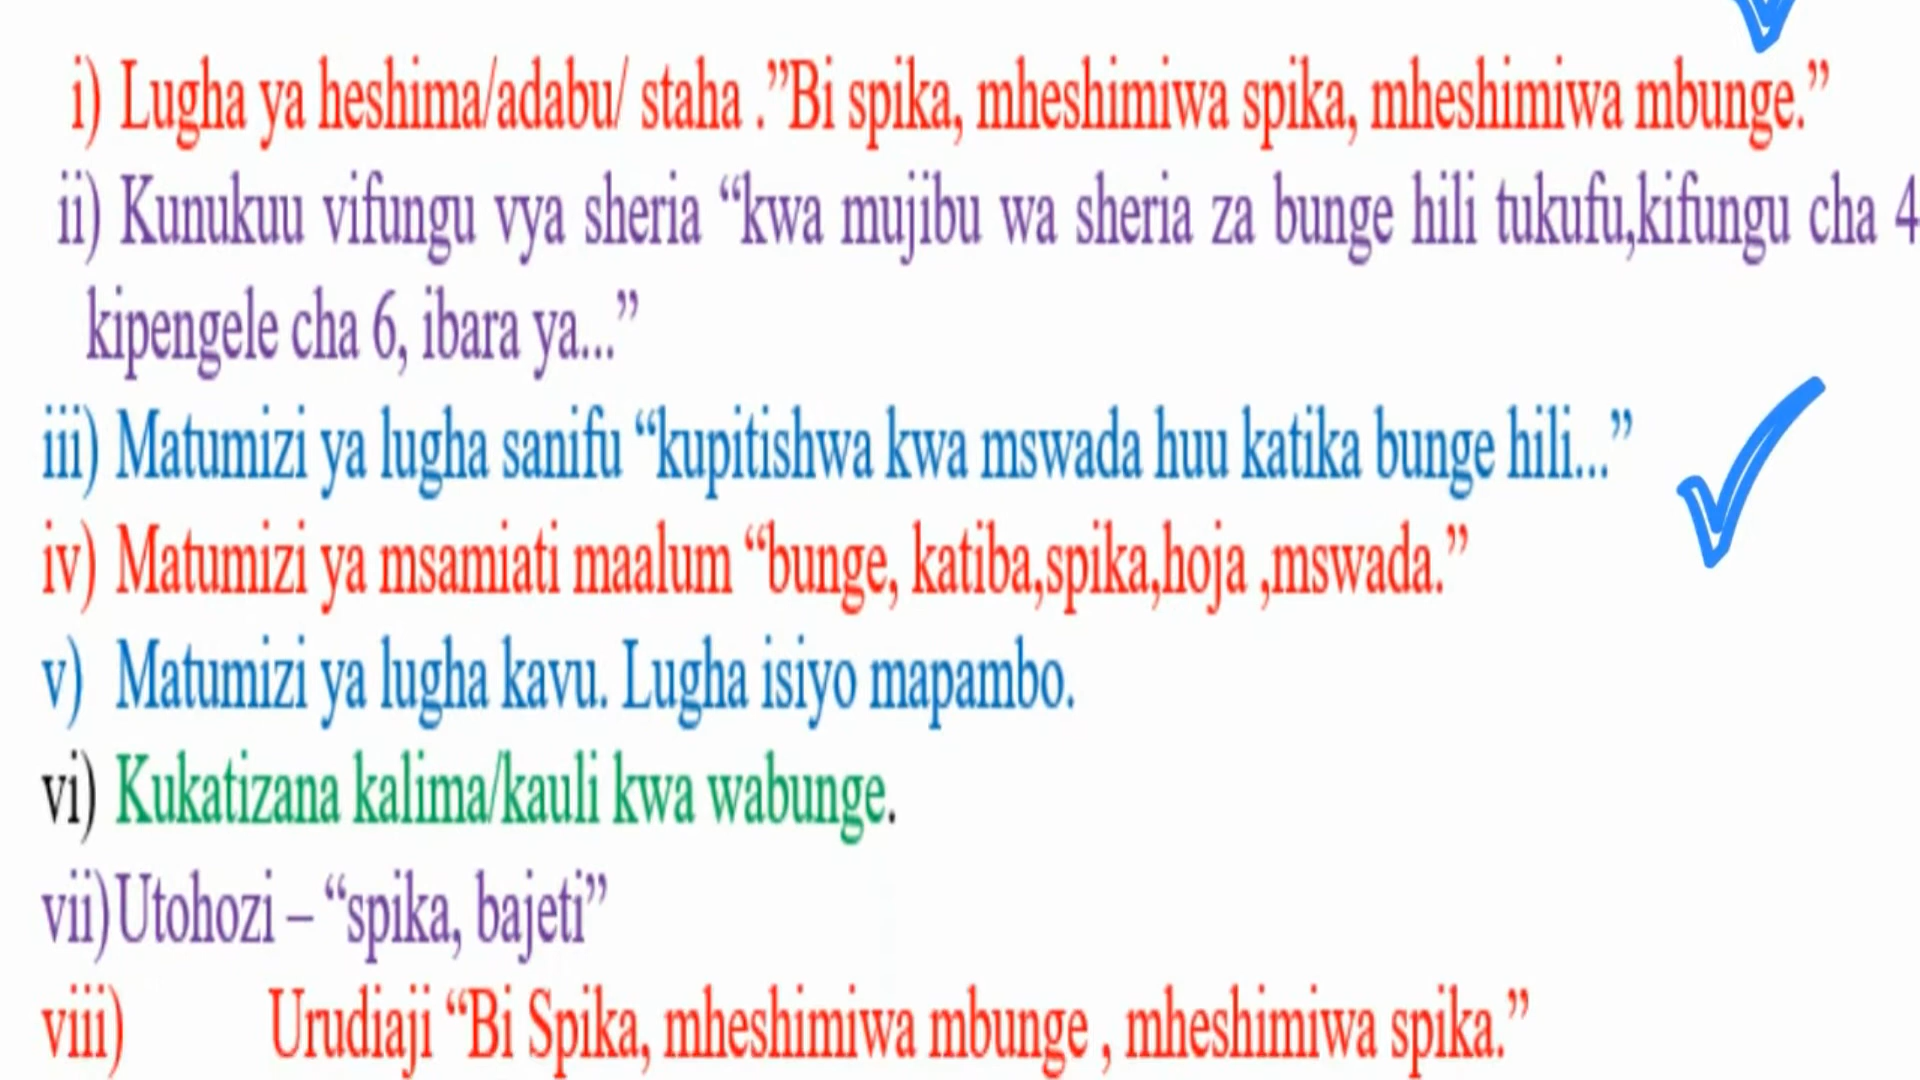 i) Lugha ya heshima/adabu/ staha .”Bi spika, mheshimiwa spika, mheshimiwa mbunge.”
ii) Kunukuu vifungu vya sheria “kwa mujibu wa sheria za bunge hili tukufu,kifungu cha 4
kipengele cha 6, ibara ya...”
iii) Matumizi ya lugha sanifu “kupitishwa kwa mswada huu katika bunge hili...”
iv) Matumizi ya msamiati maalum “bunge, katiba,spika,hoja ,mswada.”
v) Matumizi ya lugha kavu. Lugha isiyo mapambo.
vi) Kukatizana kalima/kauli kwa wabunge.
vii) Utohozi – “spika, bajeti”
viii) Urudiaji “Bi Spika, mheshimiwa mbunge , mheshimiwa spika.”